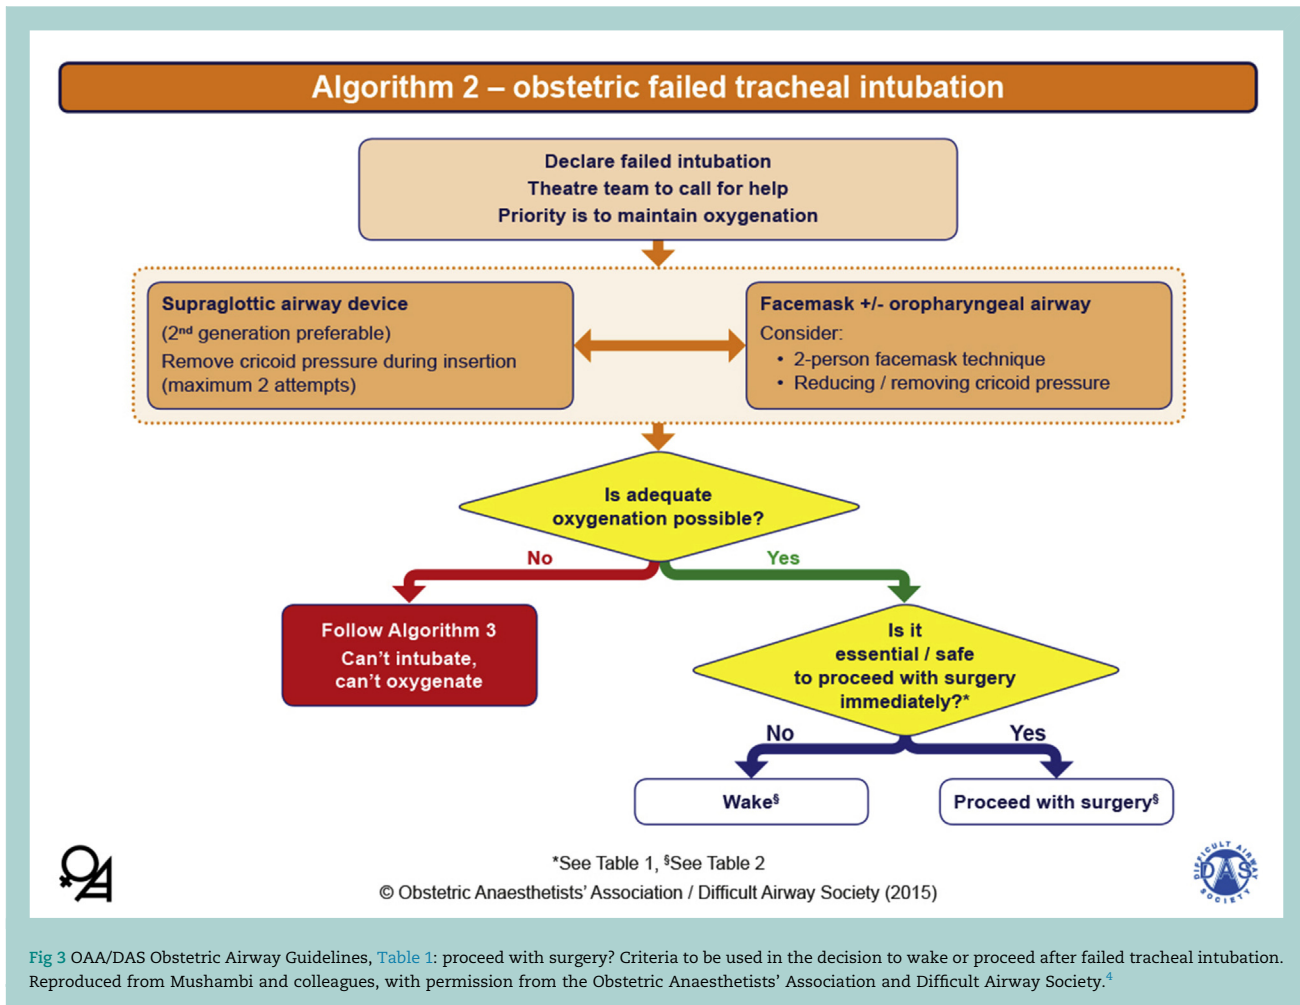 Algorithm 2 – obstetric failed tracheal intubation
Declare failed intubation
Theatre team to call for help
Priority is to maintain oxygenation
Supraglottic airway device
(2nd generation preferable)
Remove cricoid pressure during insertion
(maximum 2 attempts)
Facemask +/- oropharyngeal airway
Consider:
• 2-person facemask technique
• Reducing / removing cricoid pressure
Is adequate
oxygenation possible?
No
Yes
Follow Algorithm 3
Can’t intubate,
can’t oxygenate
Is it
essential / safe
to proceed with surgery
immediately?*
No
Yes
Wake§
Proceed with surgery§
*See Table 1, §See Table 2
© Obstetric Anaesthetists’ Association / Difficult Airway Society (2015)
OAA
DIFFICULT AIRWAY
DAS
SOCIETY
Fig 3 OAA/DAS Obstetric Airway Guidelines, Table 1: proceed with surgery? Criteria to be used in the decision to wake or proceed after failed tracheal intubation.
Reproduced from Mushambi and colleagues, with permission from the Obstetric Anaesthetists’ Association and Difficult Airway Society.4